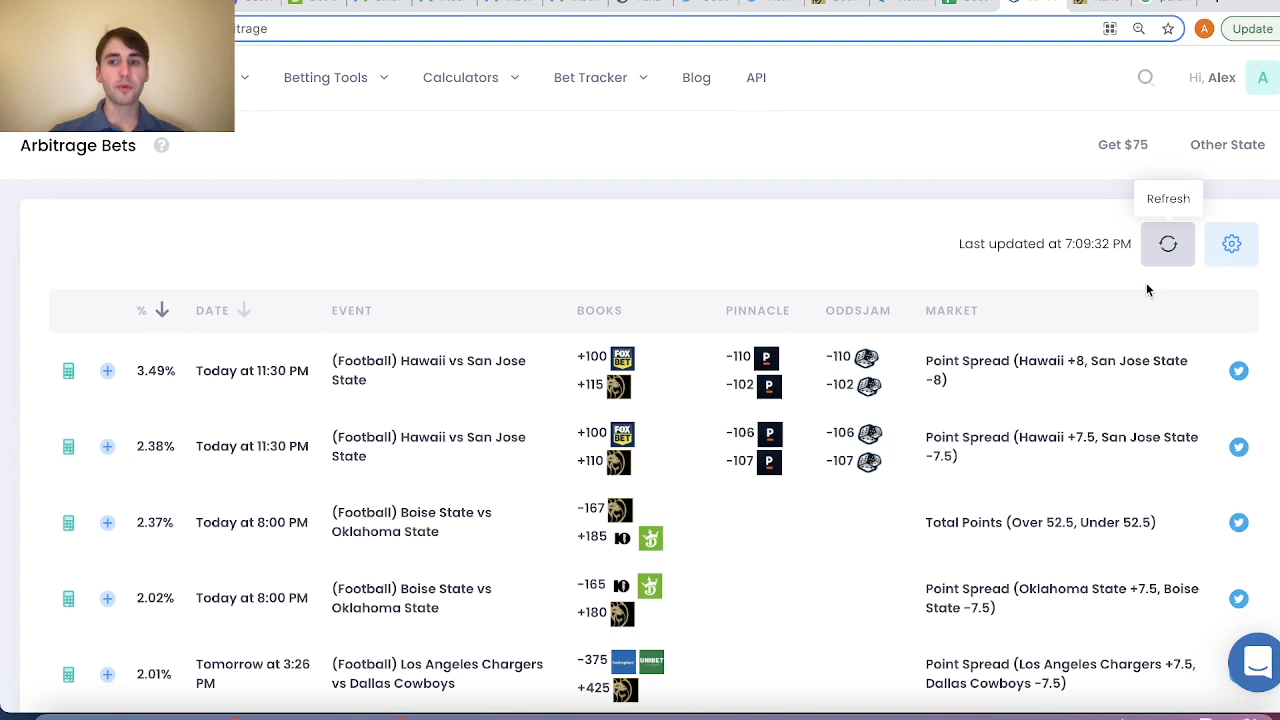 itrage
Update
Betting Tools
Calculators
Bet Tracker
Blog
API
Hi, Alex
A
A
Arbitrage Bets
?
Get $75
Other State
Refresh
Last updated at 7:09:32 PM
% DATE EVENT BOOKS PINNACLE ODDSJAM MARKET
3.49% Today at 11:30 PM (Football) Hawaii vs San Jose State +100 FOX BET +115 -110 P -102 P -110 -102 Point Spread (Hawaii +8, San Jose State -8)
2.38% Today at 11:30 PM (Football) Hawaii vs San Jose State +100 FOX BET +110 -106 P -107 P -106 -107 Point Spread (Hawaii +7.5, San Jose State -7.5)
2.37% Today at 8:00 PM (Football) Boise State vs Oklahoma State -167 +185 Total Points (Over 52.5, Under 52.5)
2.02% Today at 8:00 PM (Football) Boise State vs Oklahoma State -165 +180 Point Spread (Oklahoma State +7.5, Boise State -7.5)
2.01% Tomorrow at 3:26 PM (Football) Los Angeles Chargers vs Dallas Cowboys -375 UNIBET +425 Point Spread (Los Angeles Chargers +7.5, Dallas Cowboys -7.5)